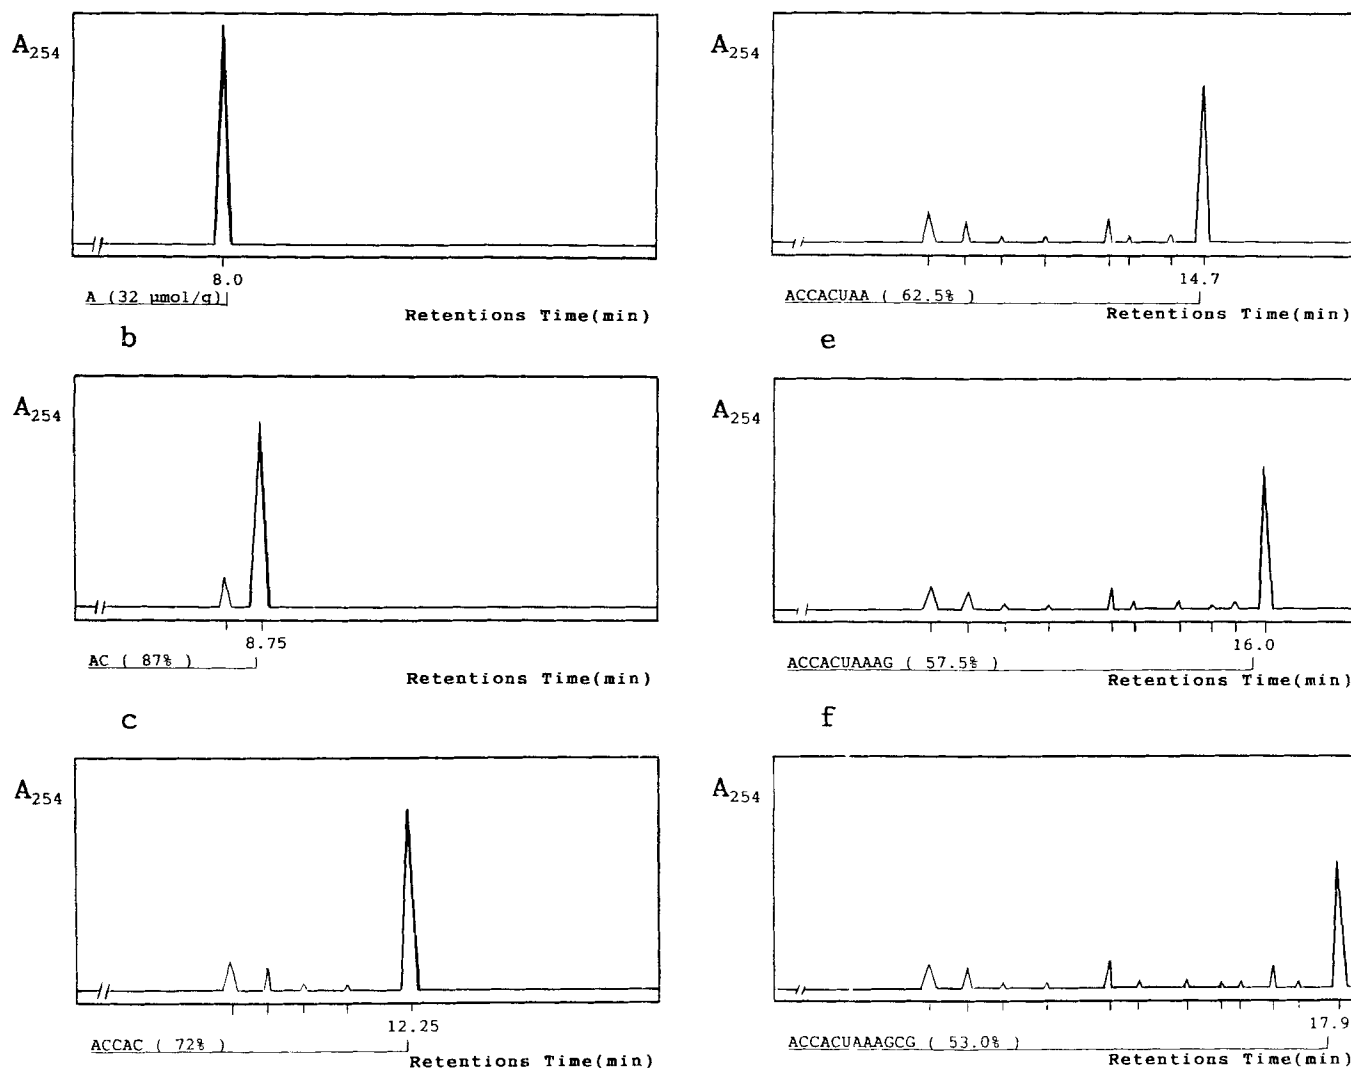 A254
8.0
A (32 µmol/g)
Retentions Time(min)
b
A254
8.75
AC ( 87% )
Retentions Time(min)
c
A254
12.25
ACCAC ( 72% )
Retentions Time(min)
A254
14.7
ACCACUAA ( 62.5% )
Retentions Time(min)
e
A254
16.0
ACCACUAAAG ( 57.5% )
Retentions Time(min)
f
A254
17.9
ACCACUAAAGCG ( 53.0% )
Retentions Time(min)